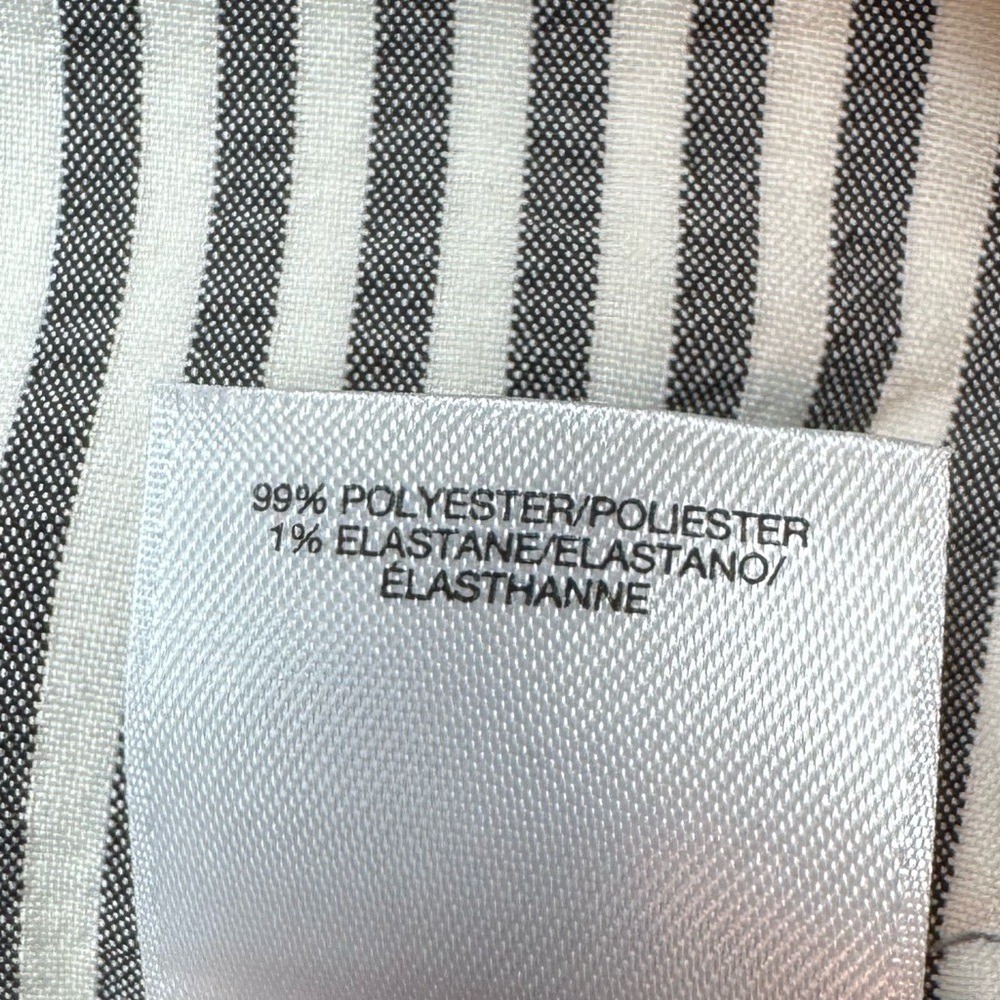 99% POLYESTER/POLIESTER
1% ELASTANE/ELASTANO/
ÉLASTHANNE